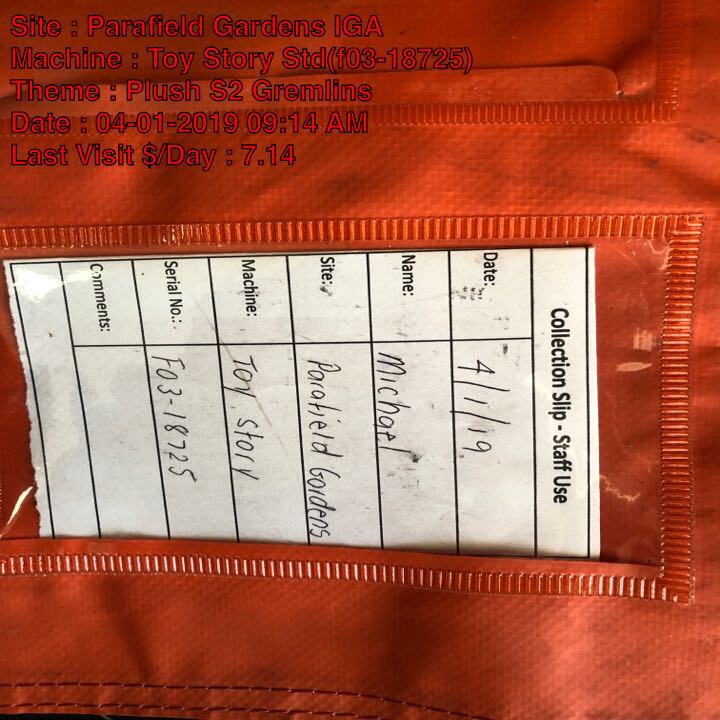 Site : Parafield Gardens IGA
Machine : Toy Story Std(f03-18725)
Theme : Plush S2 Gremlins
Date : 04-01-2019 09:14 AM
Last Visit $/Day : 7.14
Collection Slip - Staff Use
Date: 4/1/19
Name: Michael
Site: Parafield Gardens
Machine: Toy Story
Serial No.: F03-18725
Comments: